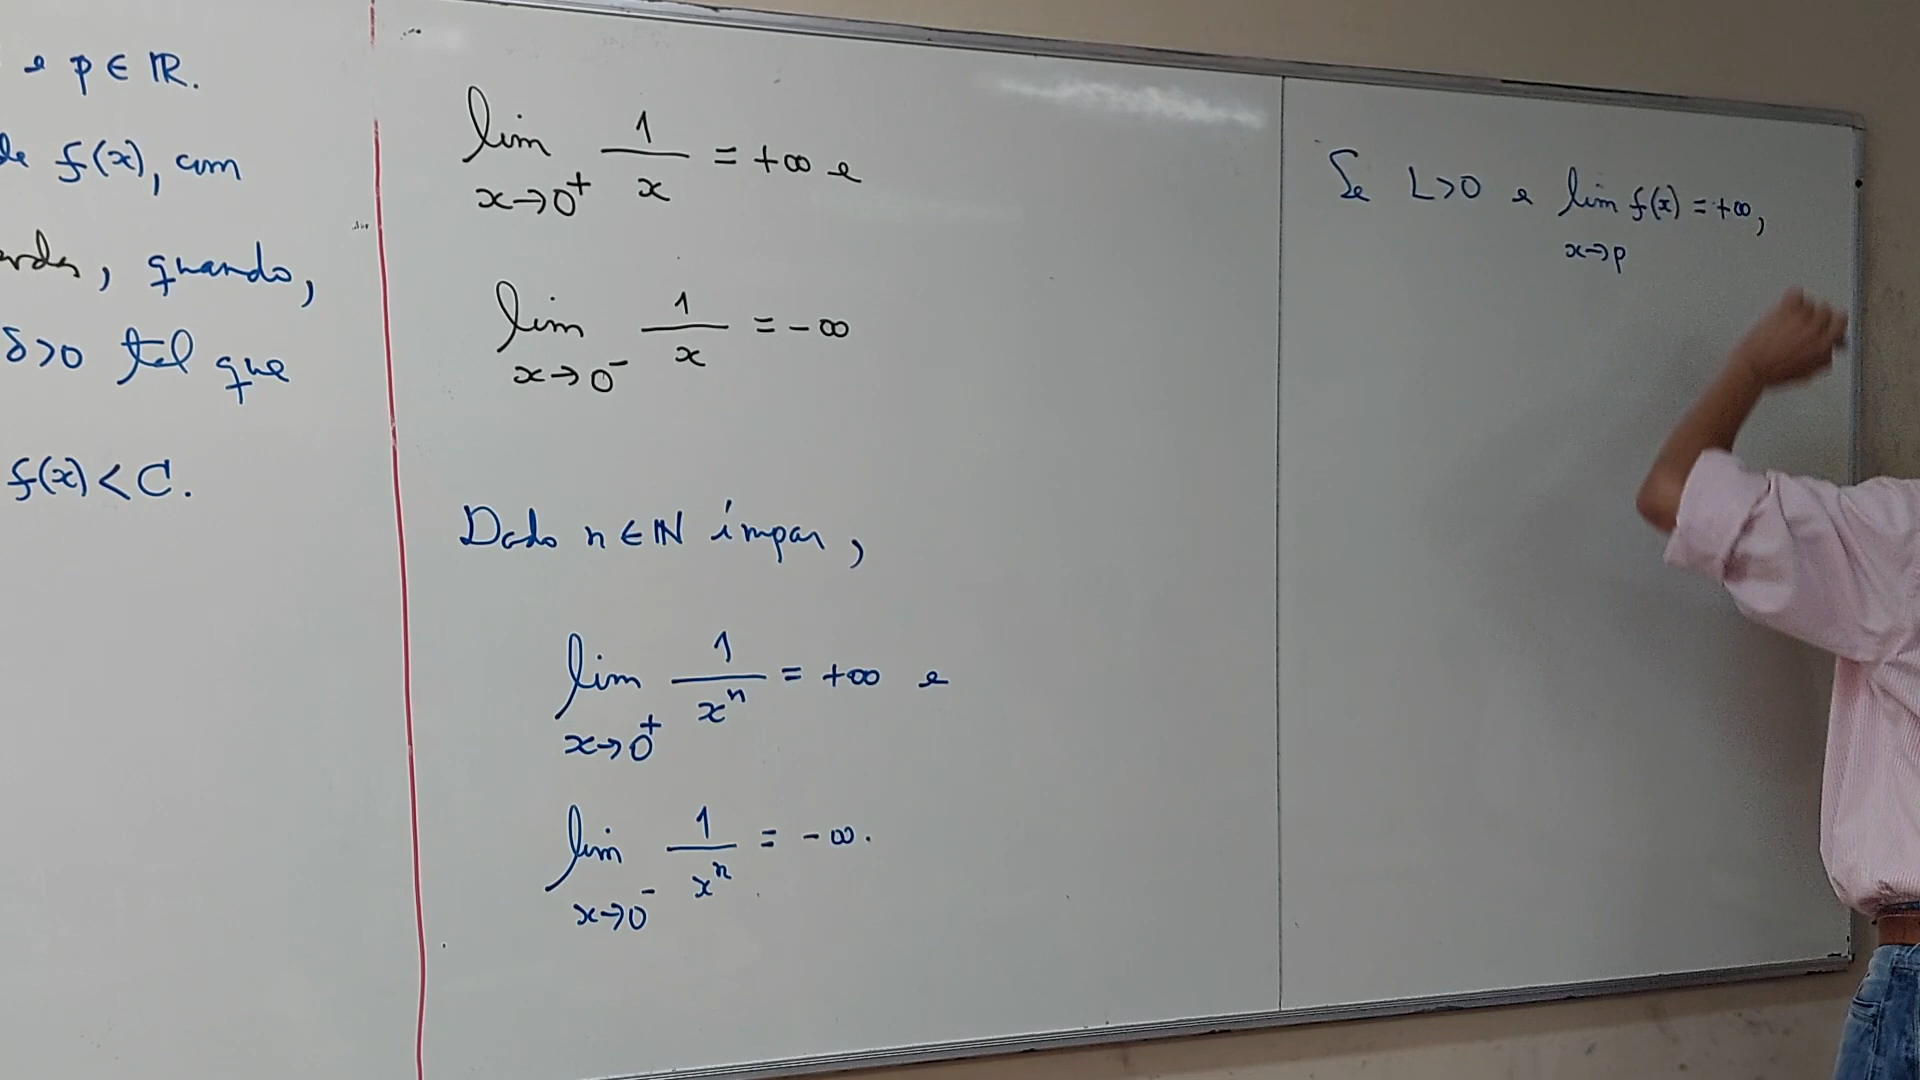 e p ∈ ℝ.
de f(x), com
quando,
δ>0 tal que
f(x) < C.
lim 1/x = +∞ e
x→0⁺
lim 1/x = -∞
x→0⁻
Dado n ∈ ℕ ímpar,
lim 1/xⁿ = +∞ e
x→0⁺
lim 1/xⁿ = -∞.
x→0⁻
Se L>0 e lim f(x) = +∞,
x→p